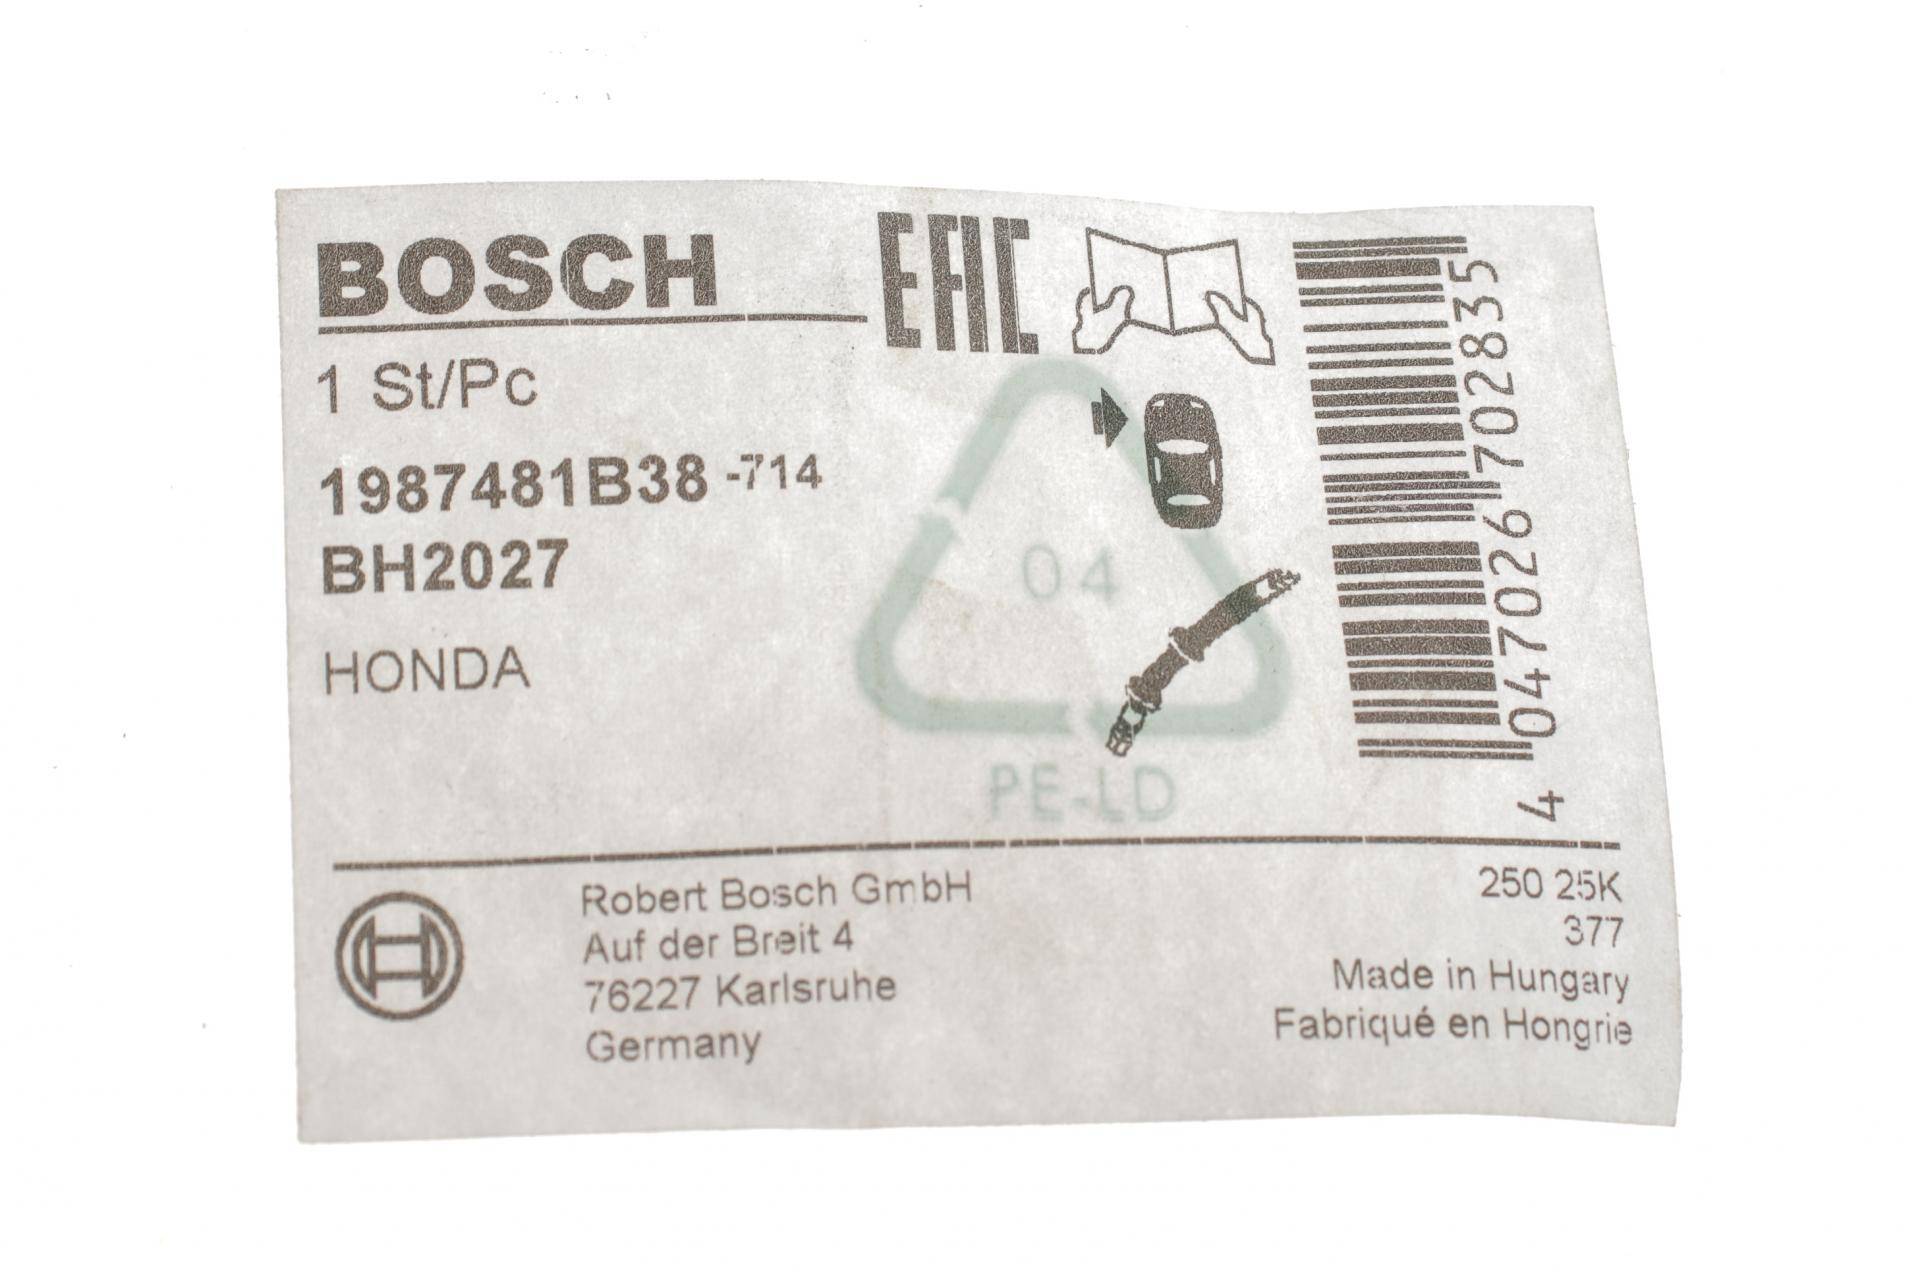 BOSCH
EAC
1 St/Pc
1987481B38 -714
BH2027
HONDA
04
PE-LD
4 047026 702835
Robert Bosch GmbH
Auf der Breit 4
76227 Karlsruhe
Germany
250 25K
377
Made in Hungary
Fabriqué en Hongrie